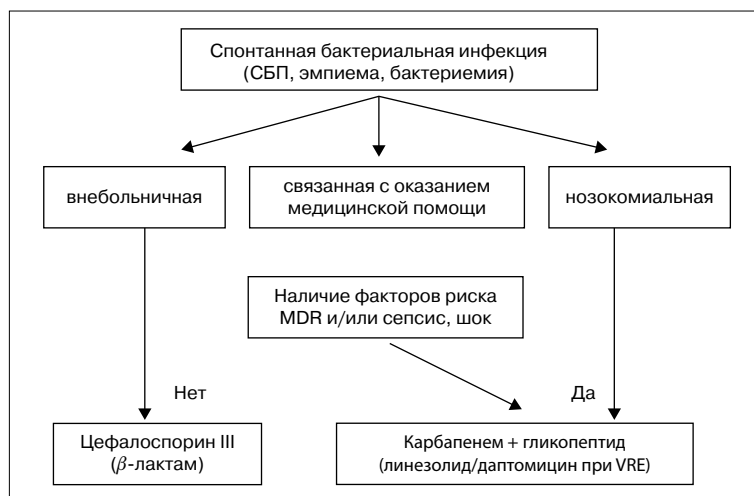 Спонтанная бактериальная инфекция
(СБП, эмпиема, бактериемия)
внебольничная
связанная с оказанием
медицинской помощи
нозокомиальная
Наличие факторов риска
MDR и/или сепсис, шок
Нет
Да
Цефалоспорин III
(β-лактам)
Карбапенем + гликопептид
(линезолид/даптомицин при VRE)